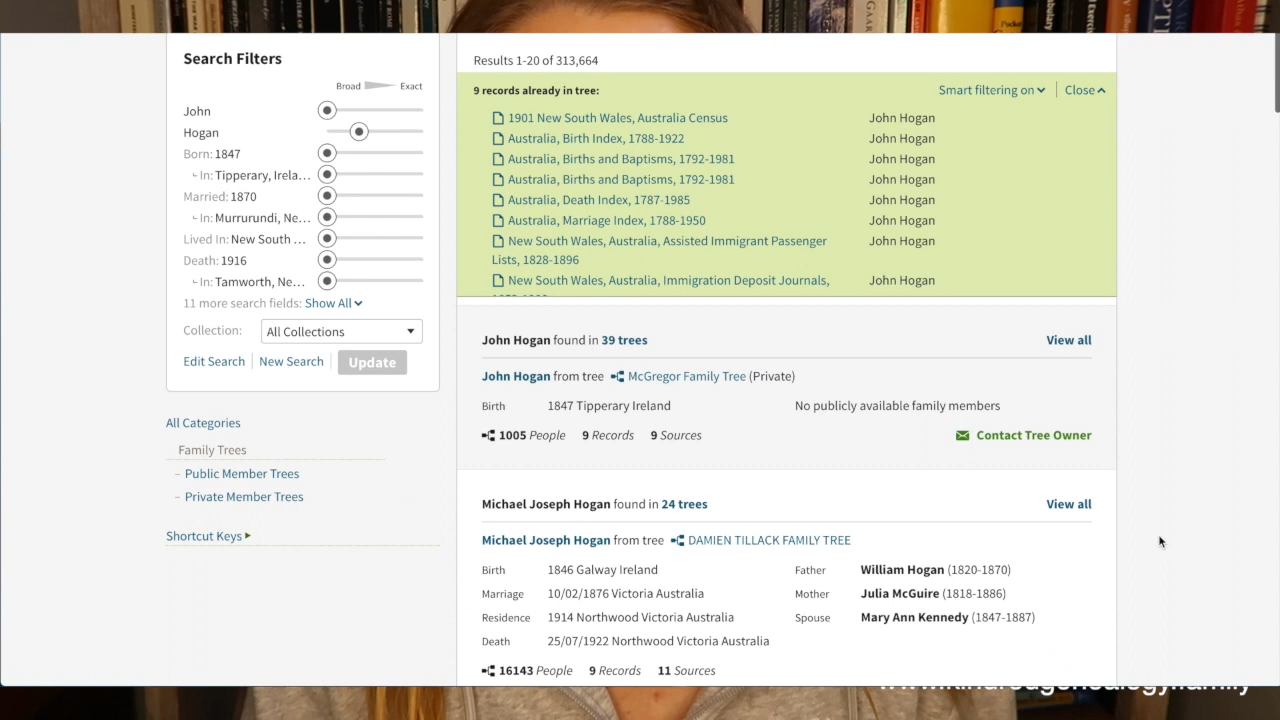 Search Filters
Broad Exact
John
Hogan
Born: 1847
In: Tipperary, Irela...
Married: 1870
In: Murrurundi, Ne...
Lived In: New South ...
Death: 1916
In: Tamworth, Ne...
11 more search fields: Show All
Collection: All Collections
Edit Search New Search Update
All Categories
Family Trees
– Public Member Trees
– Private Member Trees
Shortcut Keys
Results 1-20 of 313,664
9 records already in tree: Smart filtering on Close
1901 New South Wales, Australia Census John Hogan
Australia, Birth Index, 1788-1922 John Hogan
Australia, Births and Baptisms, 1792-1981 John Hogan
Australia, Births and Baptisms, 1792-1981 John Hogan
Australia, Death Index, 1787-1985 John Hogan
Australia, Marriage Index, 1788-1950 John Hogan
New South Wales, Australia, Assisted Immigrant Passenger John Hogan
Lists, 1828-1896
New South Wales, Australia, Immigration Deposit Journals, John Hogan
John Hogan found in 39 trees View all
John Hogan from tree McGregor Family Tree (Private)
Birth 1847 Tipperary Ireland No publicly available family members
1005 People 9 Records 9 Sources Contact Tree Owner
Michael Joseph Hogan found in 24 trees View all
Michael Joseph Hogan from tree DAMIEN TILLACK FAMILY TREE
Birth 1846 Galway Ireland Father William Hogan (1820-1870)
Marriage 10/02/1876 Victoria Australia Mother Julia McGuire (1818-1886)
Residence 1914 Northwood Victoria Australia Spouse Mary Ann Kennedy (1847-1887)
Death 25/07/1922 Northwood Victoria Australia
16143 People 9 Records 11 Sources